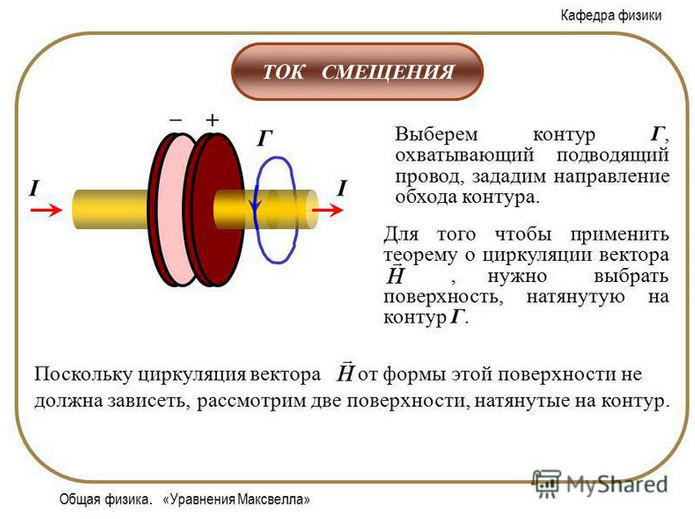 Кафедра физики
ТОК СМЕЩЕНИЯ
– +
Г
I I
Выберем контур Г,
охватывающий подводящий
провод, зададим направление
обхода контура.
Для того чтобы применить
теорему о циркуляции вектора
H⃗ , нужно выбрать
поверхность, натянутую на
контур Г.
Поскольку циркуляция вектора H⃗ от формы этой поверхности не
должна зависеть, рассмотрим две поверхности, натянутые на контур.
Общая физика. «Уравнения Максвелла»
MyShared